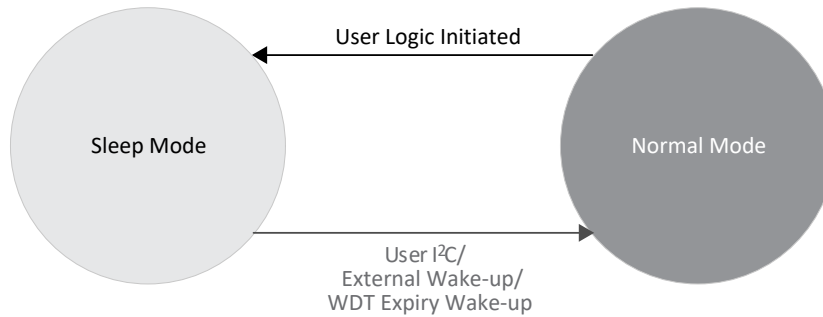 User Logic Initiated
Sleep Mode
Normal Mode
User I²C/
External Wake-up/
WDT Expiry Wake-up